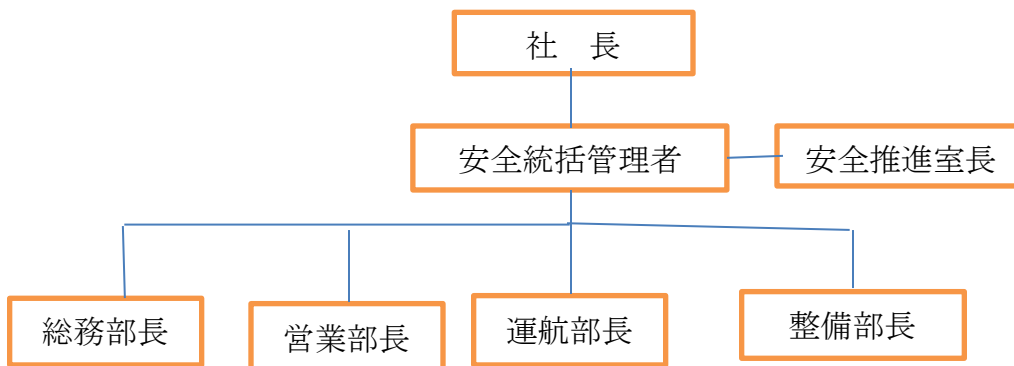 社　長
安全統括管理者
安全推進室長
総務部長
営業部長
運航部長
整備部長